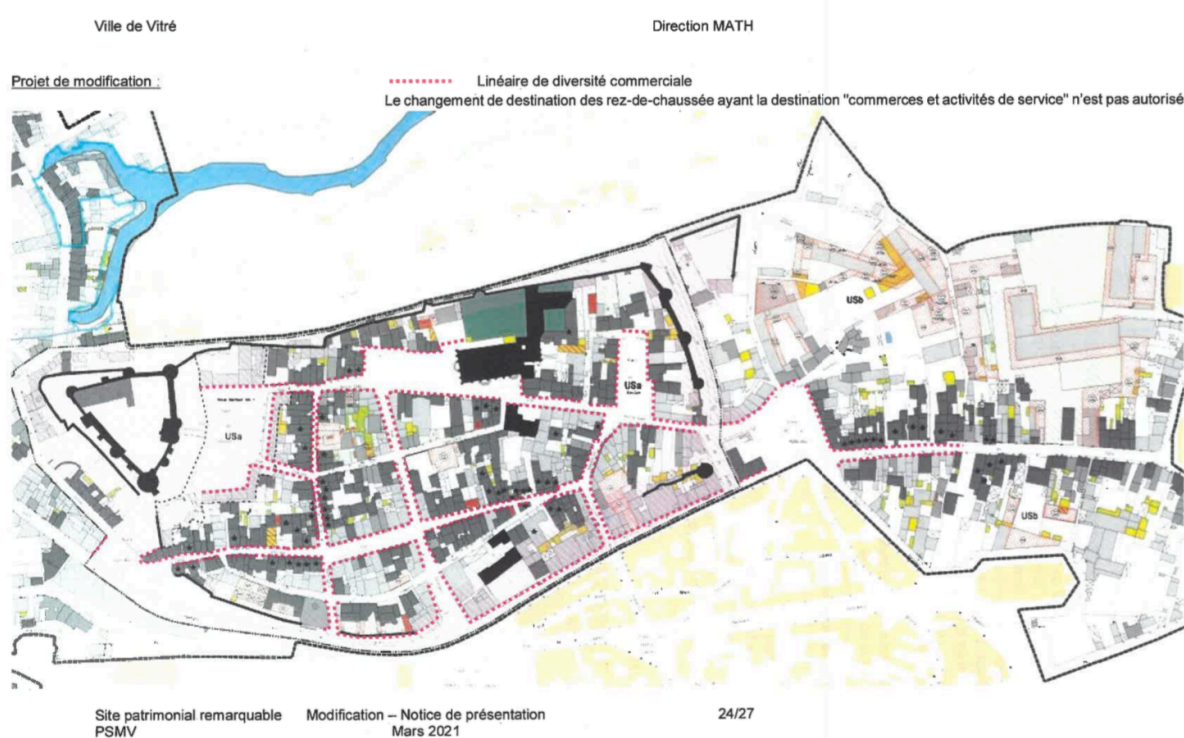 Ville de Vitré
Direction MATH
Projet de modification :
Linéaire de diversité commerciale
Le changement de destination des rez-de-chaussée ayant la destination "commerces et activités de service" n'est pas autorisé
USb
USa
USa
USb
Site patrimonial remarquable
PSMV
Modification – Notice de présentation
Mars 2021
24/27